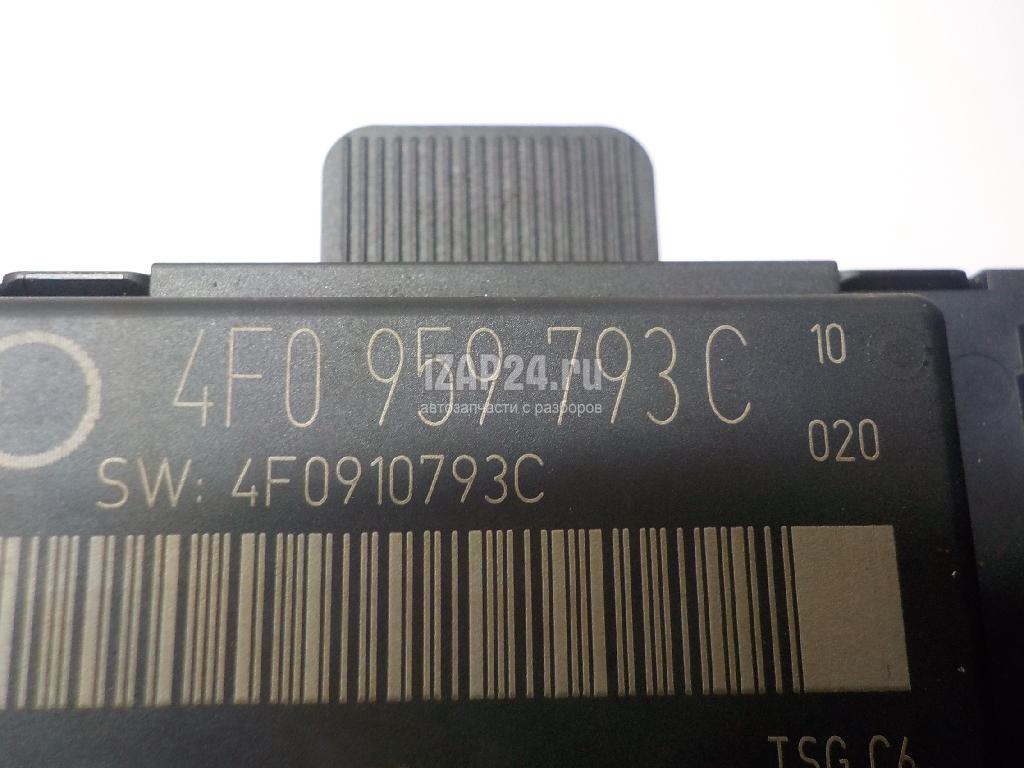 4F0 959 793 C 10
iZAP24.ru
автозапчасти с разборов
020
SW: 4F0910793C
TSG C6